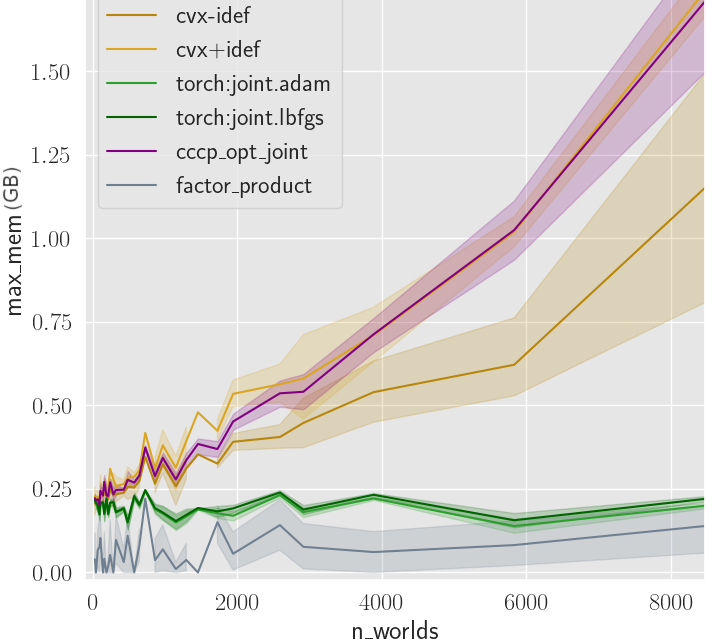 cvx-idef
cvx+idef
torch:joint.adam
torch:joint.lbfgs
cccp_opt_joint
factor_product
max_mem (GB)
1.50
1.25
1.00
0.75
0.50
0.25
0.00
0 2000 4000 6000 8000
n_worlds